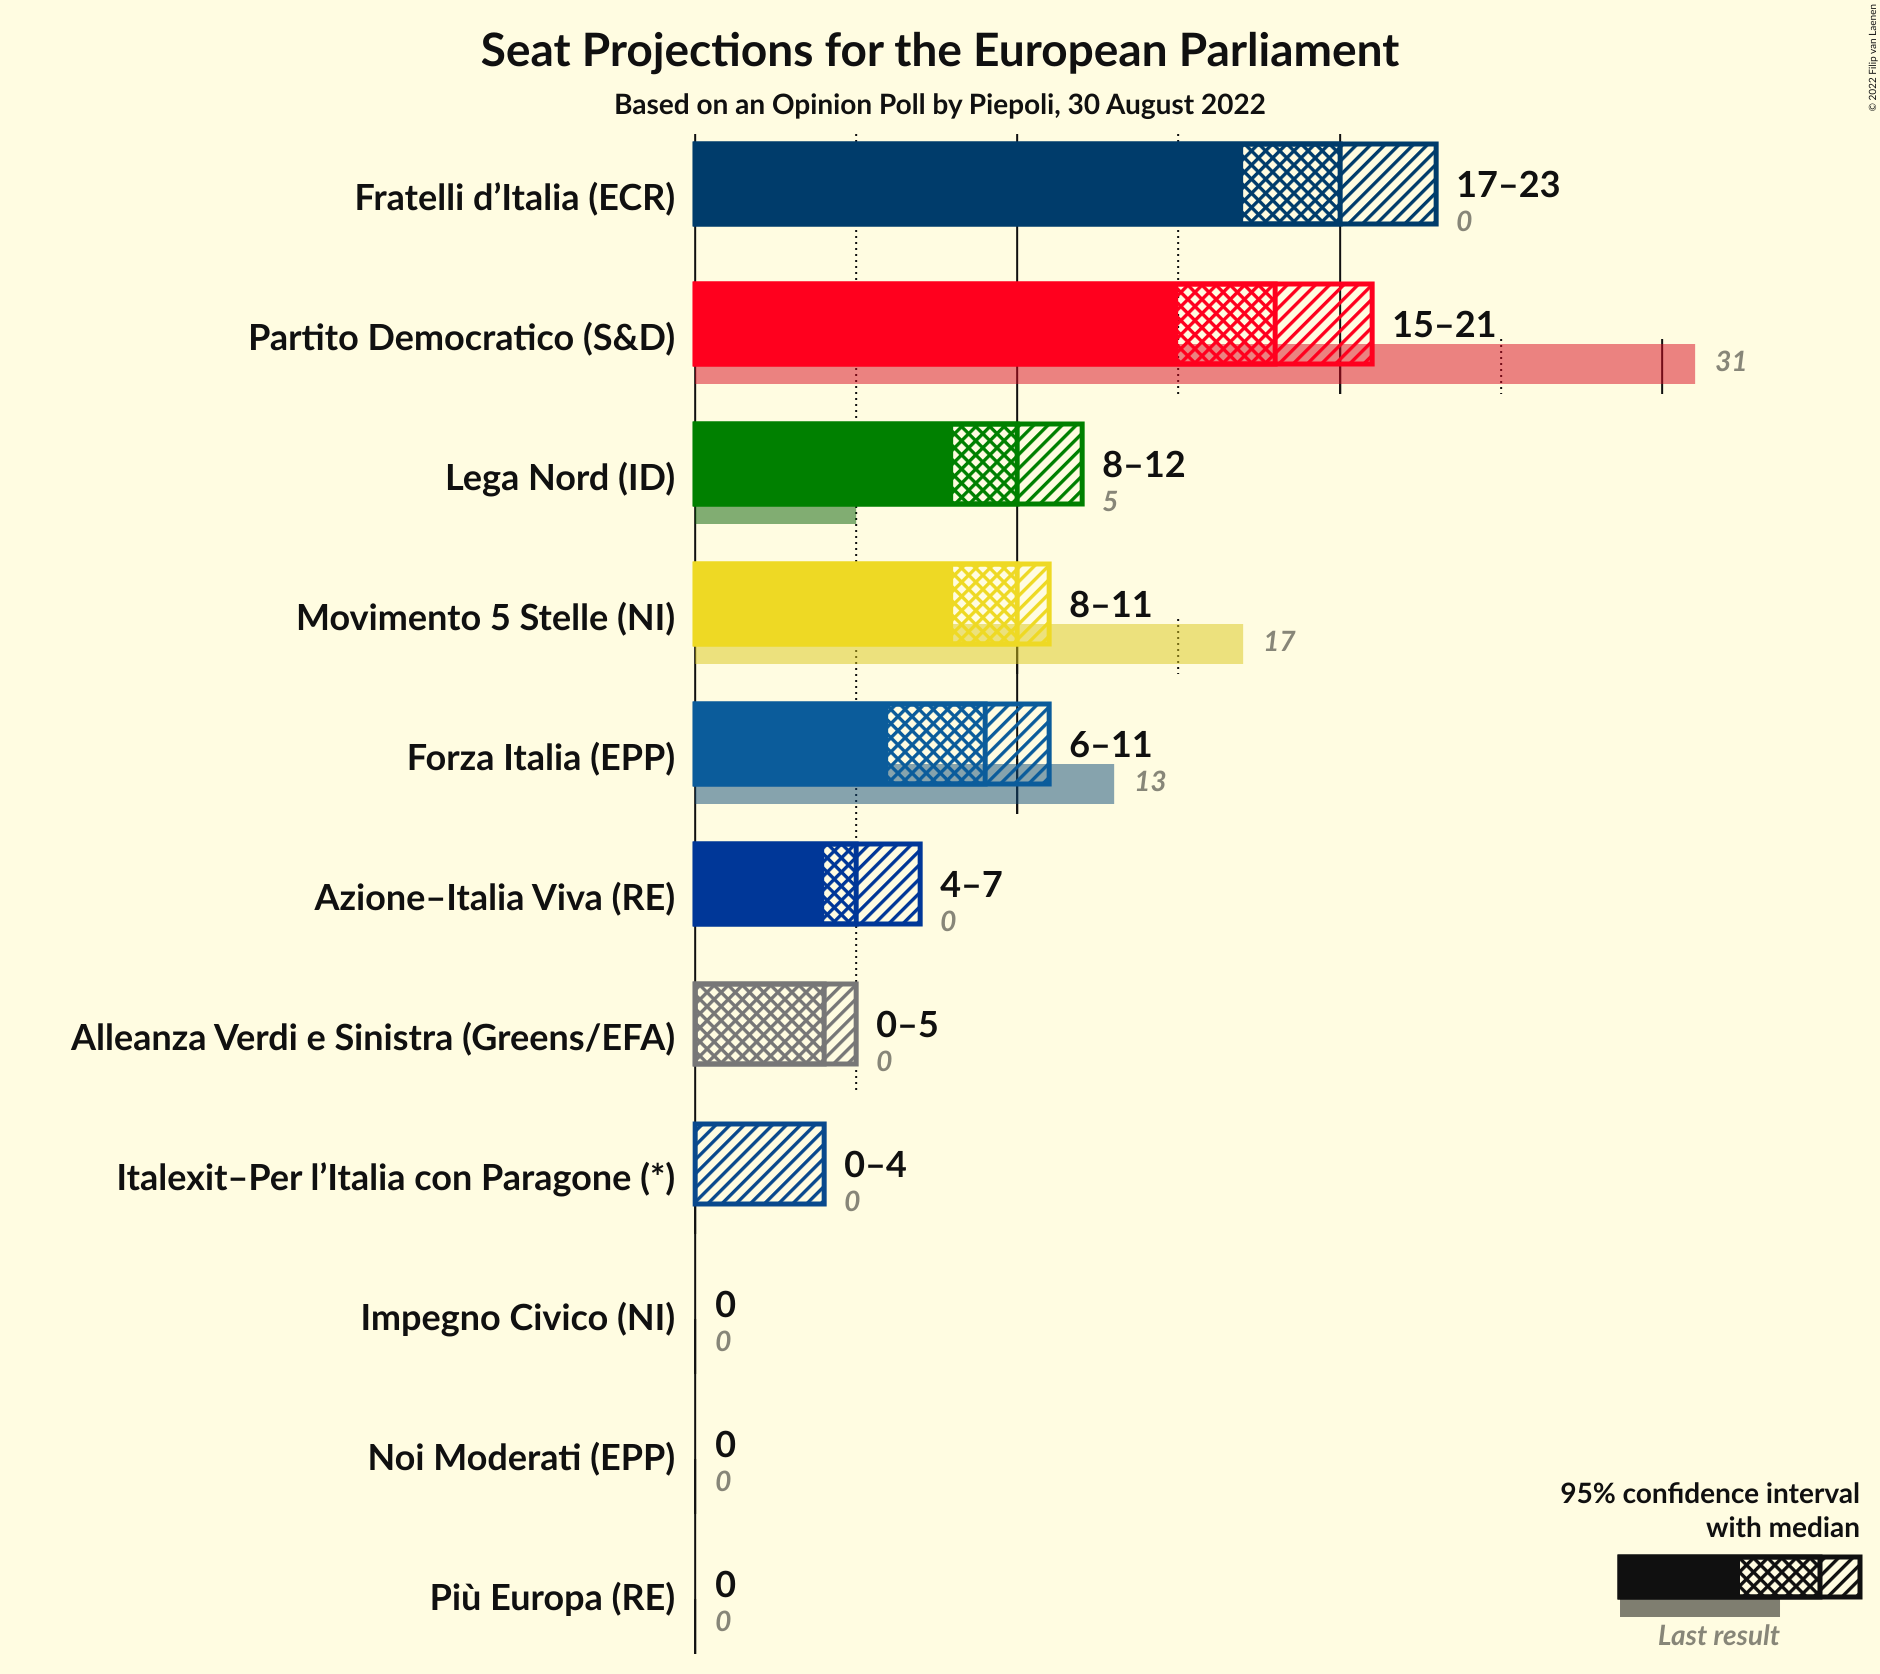 Seat Projections for the European Parliament
Based on an Opinion Poll by Piepoli, 30 August 2022
© 2022 Filip van Laenen
Fratelli d’Italia (ECR)
17–23
0
Partito Democratico (S&D)
15–21
31
Lega Nord (ID)
8–12
5
Movimento 5 Stelle (NI)
8–11
17
Forza Italia (EPP)
6–11
13
Azione–Italia Viva (RE)
4–7
0
Alleanza Verdi e Sinistra (Greens/EFA)
0–5
0
Italexit–Per l’Italia con Paragone (*)
0–4
0
Impegno Civico (NI)
0
0
Noi Moderati (EPP)
0
0
Più Europa (RE)
0
0
95% confidence interval
with median
Last result